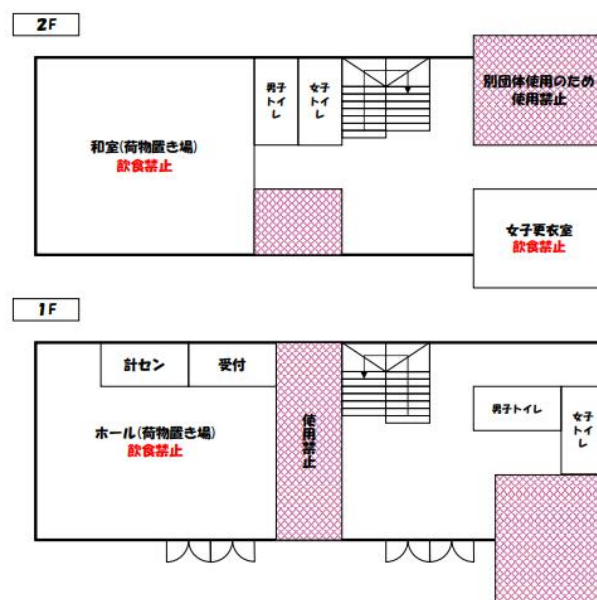 2F
男子
トイ
レ
女子
トイ
レ
別団体使用のため
使用禁止
和室(荷物置き場)
飲食禁止
女子更衣室
飲食禁止
1F
計セン
受付
使用禁止
男子トイレ
女子
トイ
レ
ホール(荷物置き場)
飲食禁止